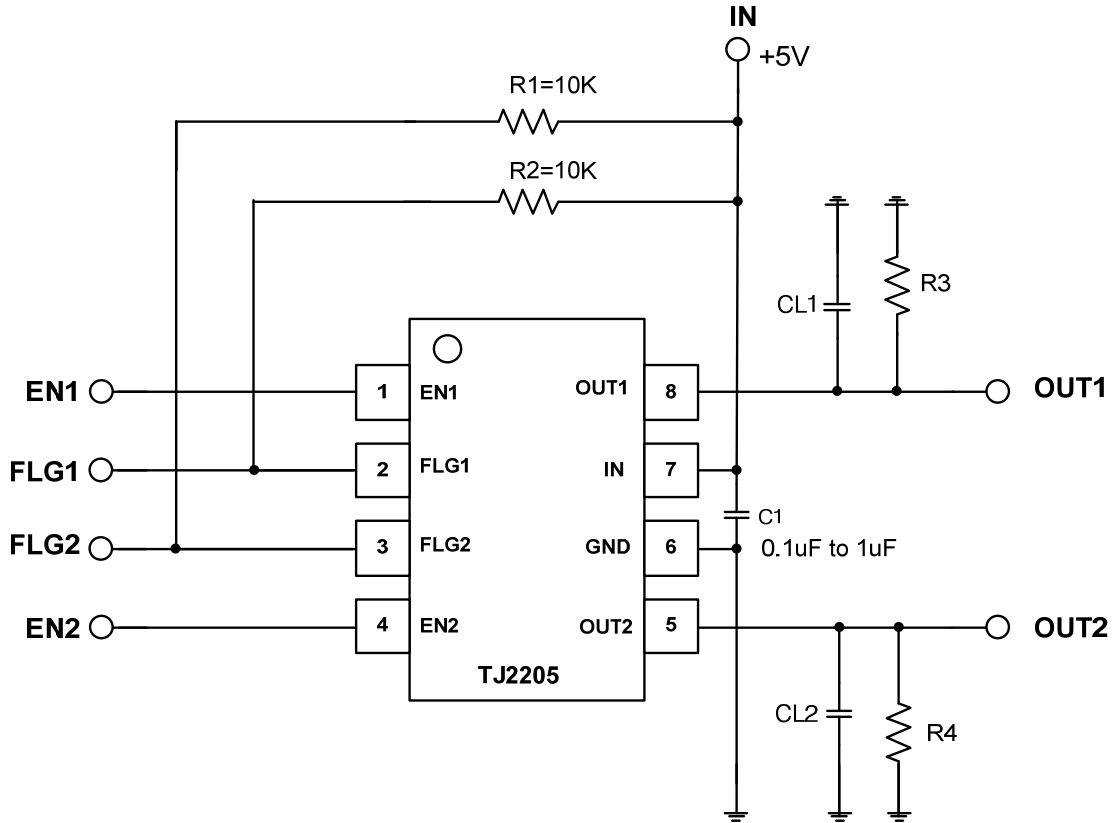 IN
+5V
R1=10K
R2=10K
CL1
R3
EN1
1
EN1
OUT1
8
OUT1
FLG1
2
FLG1
IN
7
C1
0.1uF to 1uF
FLG2
3
FLG2
GND
6
EN2
4
EN2
OUT2
5
OUT2
TJ2205
CL2
R4